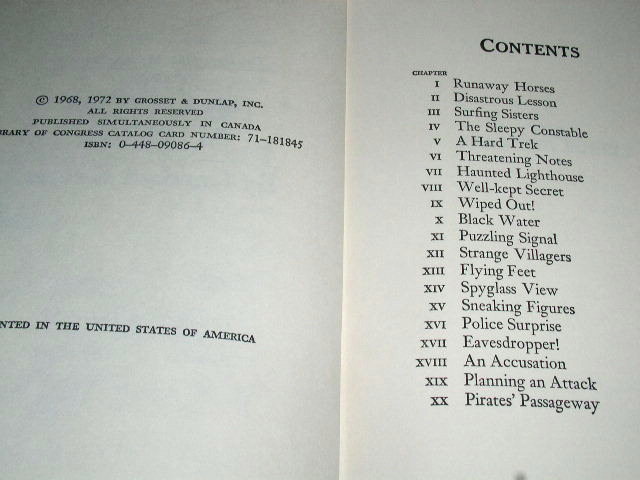 © 1968, 1972 BY GROSSET & DUNLAP, INC.
ALL RIGHTS RESERVED
PUBLISHED SIMULTANEOUSLY IN CANADA
OF CONGRESS CATALOG CARD NUMBER: 71-181845
ISBN: 0-448-09086-4
IN THE UNITED STATES OF AMERICA
CONTENTS
CHAPTER
I Runaway Horses
II Disastrous Lesson
III Surfing Sisters
IV The Sleepy Constable
V A Hard Trek
VI Threatening Notes
VII Haunted Lighthouse
VIII Well-kept Secret
IX Wiped Out!
X Black Water
XI Puzzling Signal
XII Strange Villagers
XIII Flying Feet
XIV Spyglass View
XV Sneaking Figures
XVI Police Surprise
XVII Eavesdropper!
XVIII An Accusation
XIX Planning an Attack
XX Pirates' Passageway